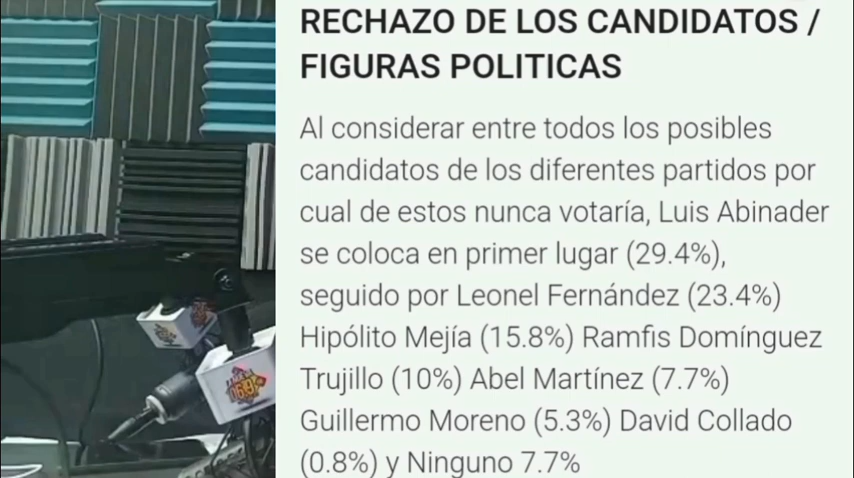 RECHAZO DE LOS CANDIDATOS /
FIGURAS POLITICAS
Al considerar entre todos los posibles
candidatos de los diferentes partidos por
cual de estos nunca votaría, Luis Abinader
se coloca en primer lugar (29.4%),
seguido por Leonel Fernández (23.4%)
Hipólito Mejía (15.8%) Ramfis Domínguez
Trujillo (10%) Abel Martínez (7.7%)
Guillermo Moreno (5.3%) David Collado
(0.8%) y Ninguno 7.7%